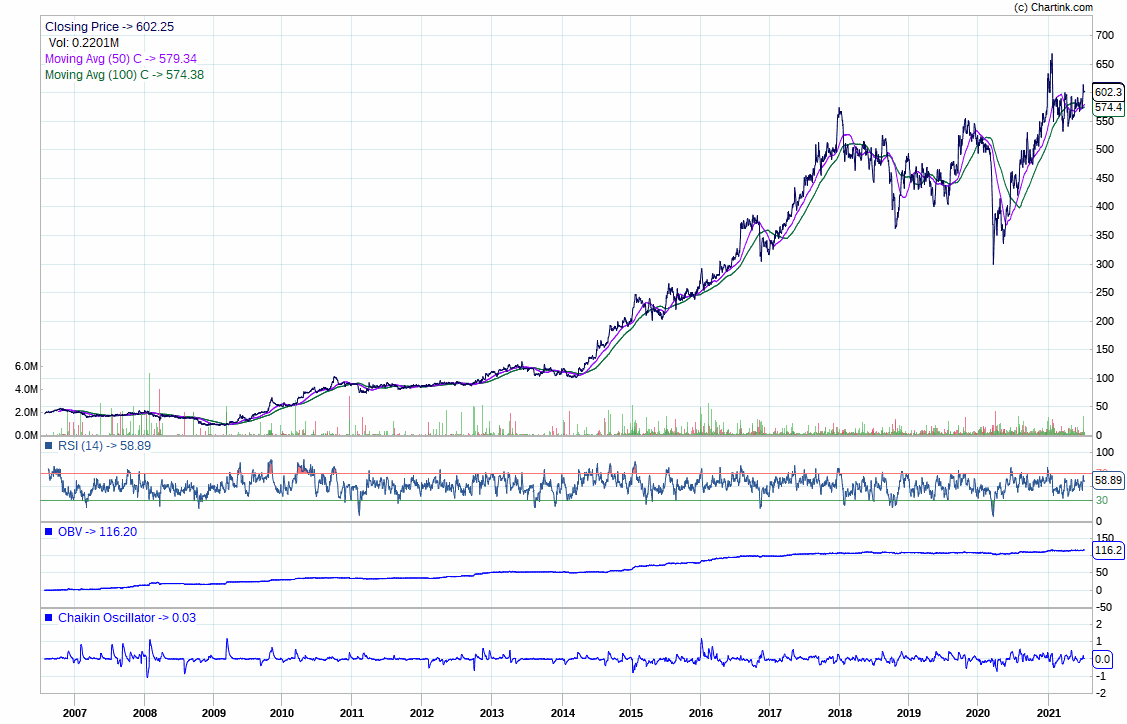 (c) Chartink.com
Closing Price -> 602.25
Vol: 0.2201M
Moving Avg (50) C -> 579.34
Moving Avg (100) C -> 574.38
700
650
602.3
574.4
550
500
450
400
350
300
250
200
150
100
50
0
6.0M
4.0M
2.0M
0.0M
RSI (14) -> 58.89
100
70
58.89
30
0
OBV -> 116.20
150
116.2
50
0
-50
Chaikin Oscillator -> 0.03
2
1
0.0
-1
-2
2007 2008 2009 2010 2011 2012 2013 2014 2015 2016 2017 2018 2019 2020 2021